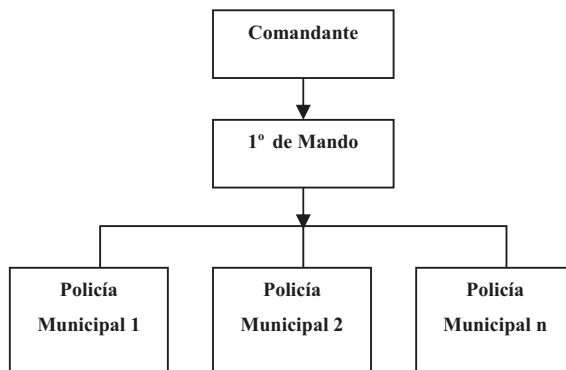 Comandante
1º de Mando
Policía
Municipal 1
Policía
Municipal 2
Policía
Municipal n